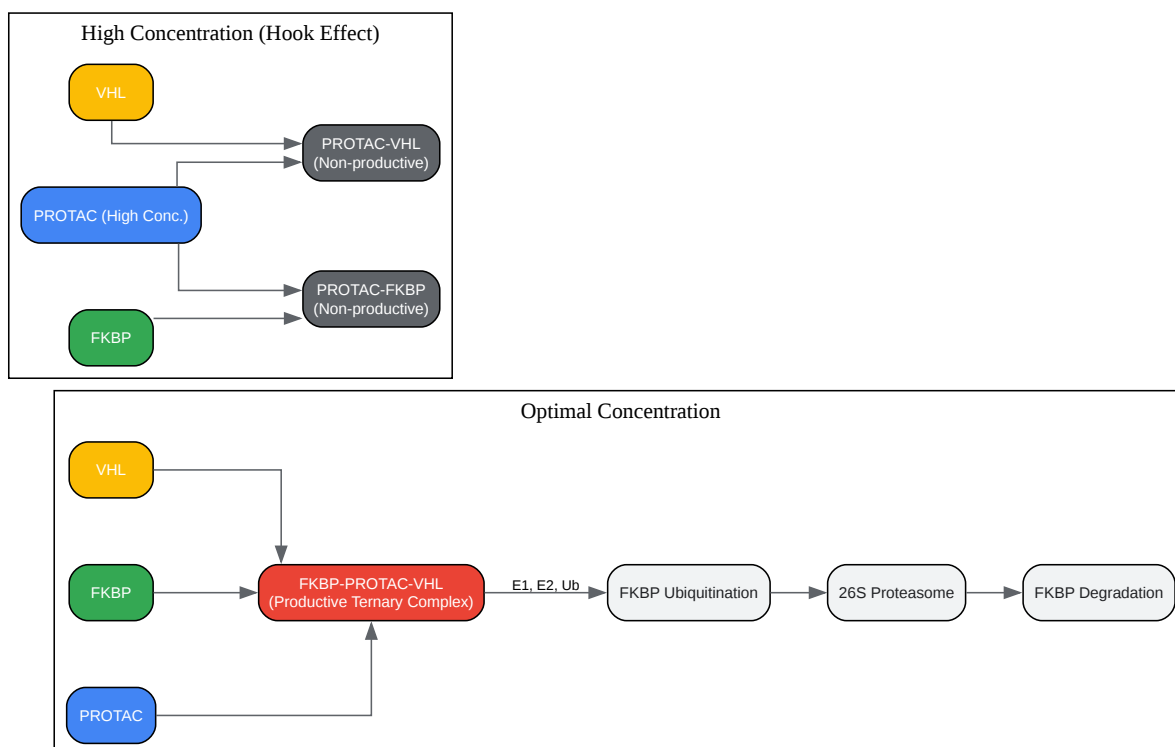 High Concentration (Hook Effect)
VHL
PROTAC-VHL
(Non-productive)
PROTAC (High Conc.)
PROTAC-FKBP
(Non-productive)
FKBP
Optimal Concentration
VHL
FKBP
FKBP-PROTAC-VHL
(Productive Ternary Complex)
E1, E2, Ub
FKBP Ubiquitination
26S Proteasome
FKBP Degradation
PROTAC